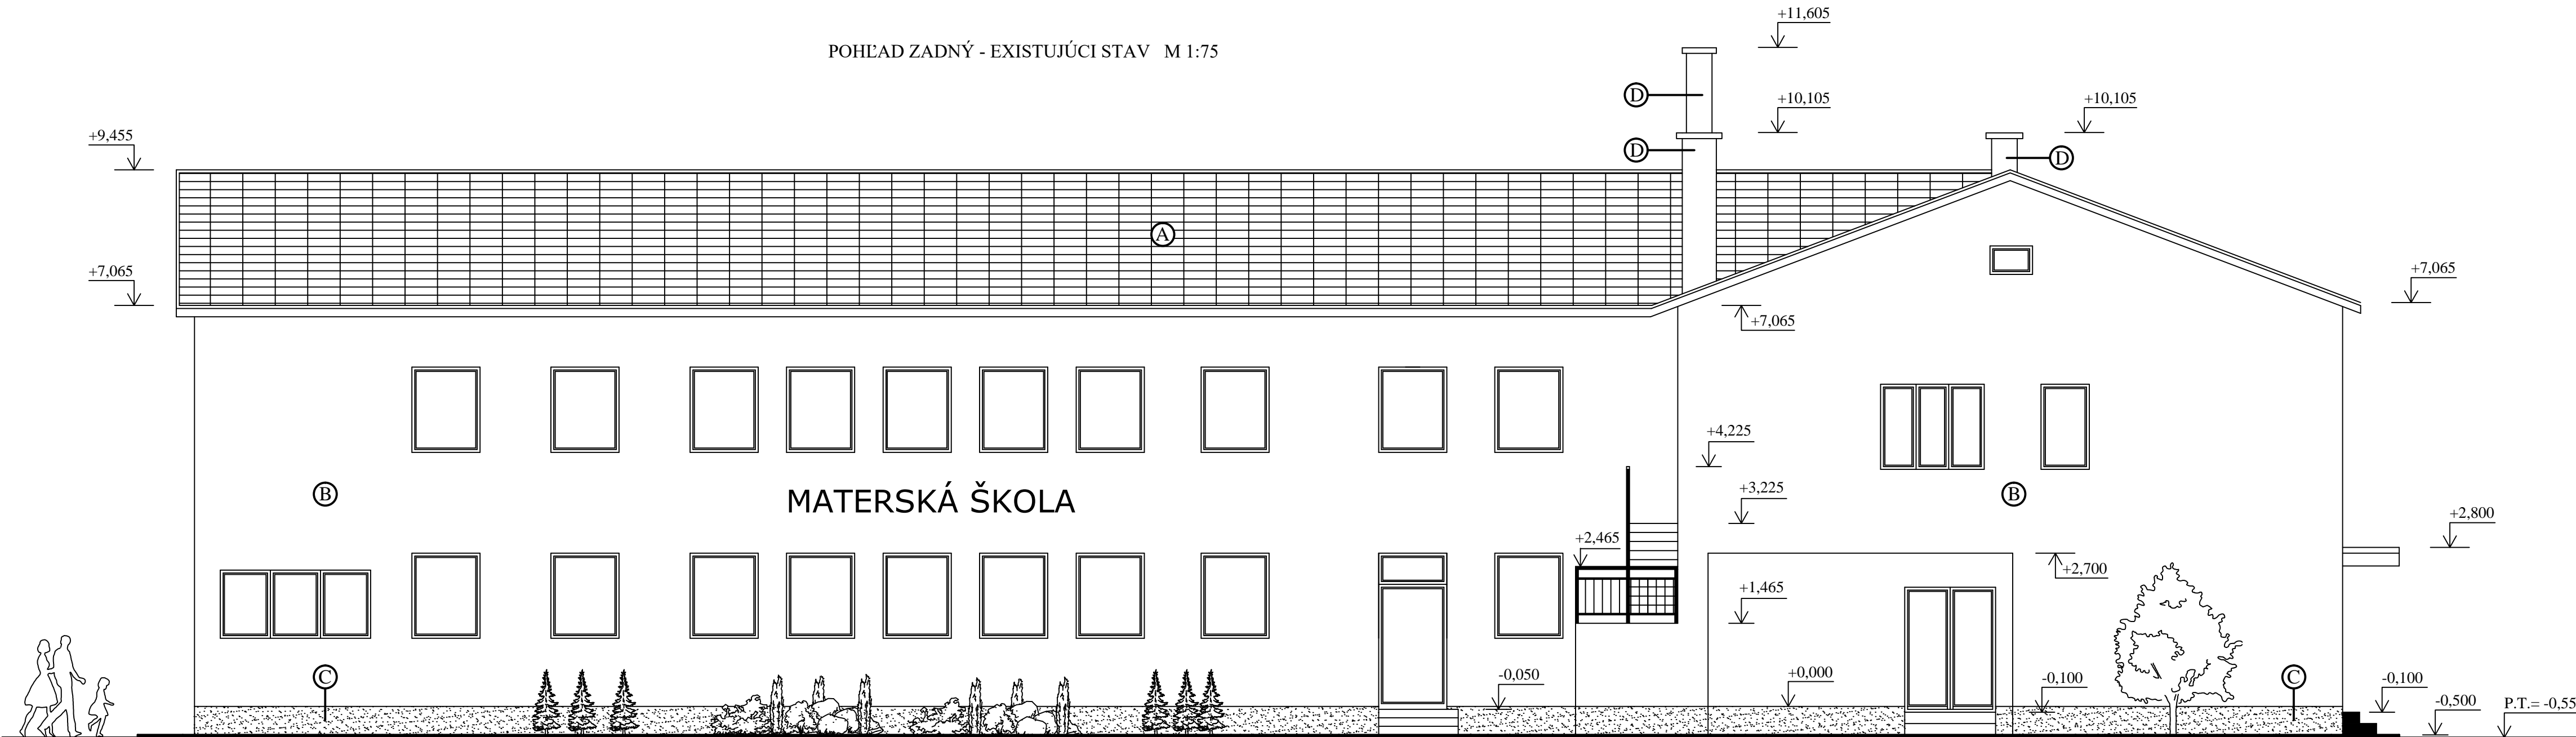 +11,605
POHĽAD ZADNÝ - EXISTUJÚCI STAV M 1:75
D
+10,105
+10,105
+9,455
D
D
A
+7,065
+7,065
+7,065
+4,225
B
MATERSKÁ ŠKOLA
+3,225
B
+2,800
+2,465
+2,700
+1,465
C
-0,050
+0,000
-0,100
C
-0,100
-0,500
P.T.= -0,55